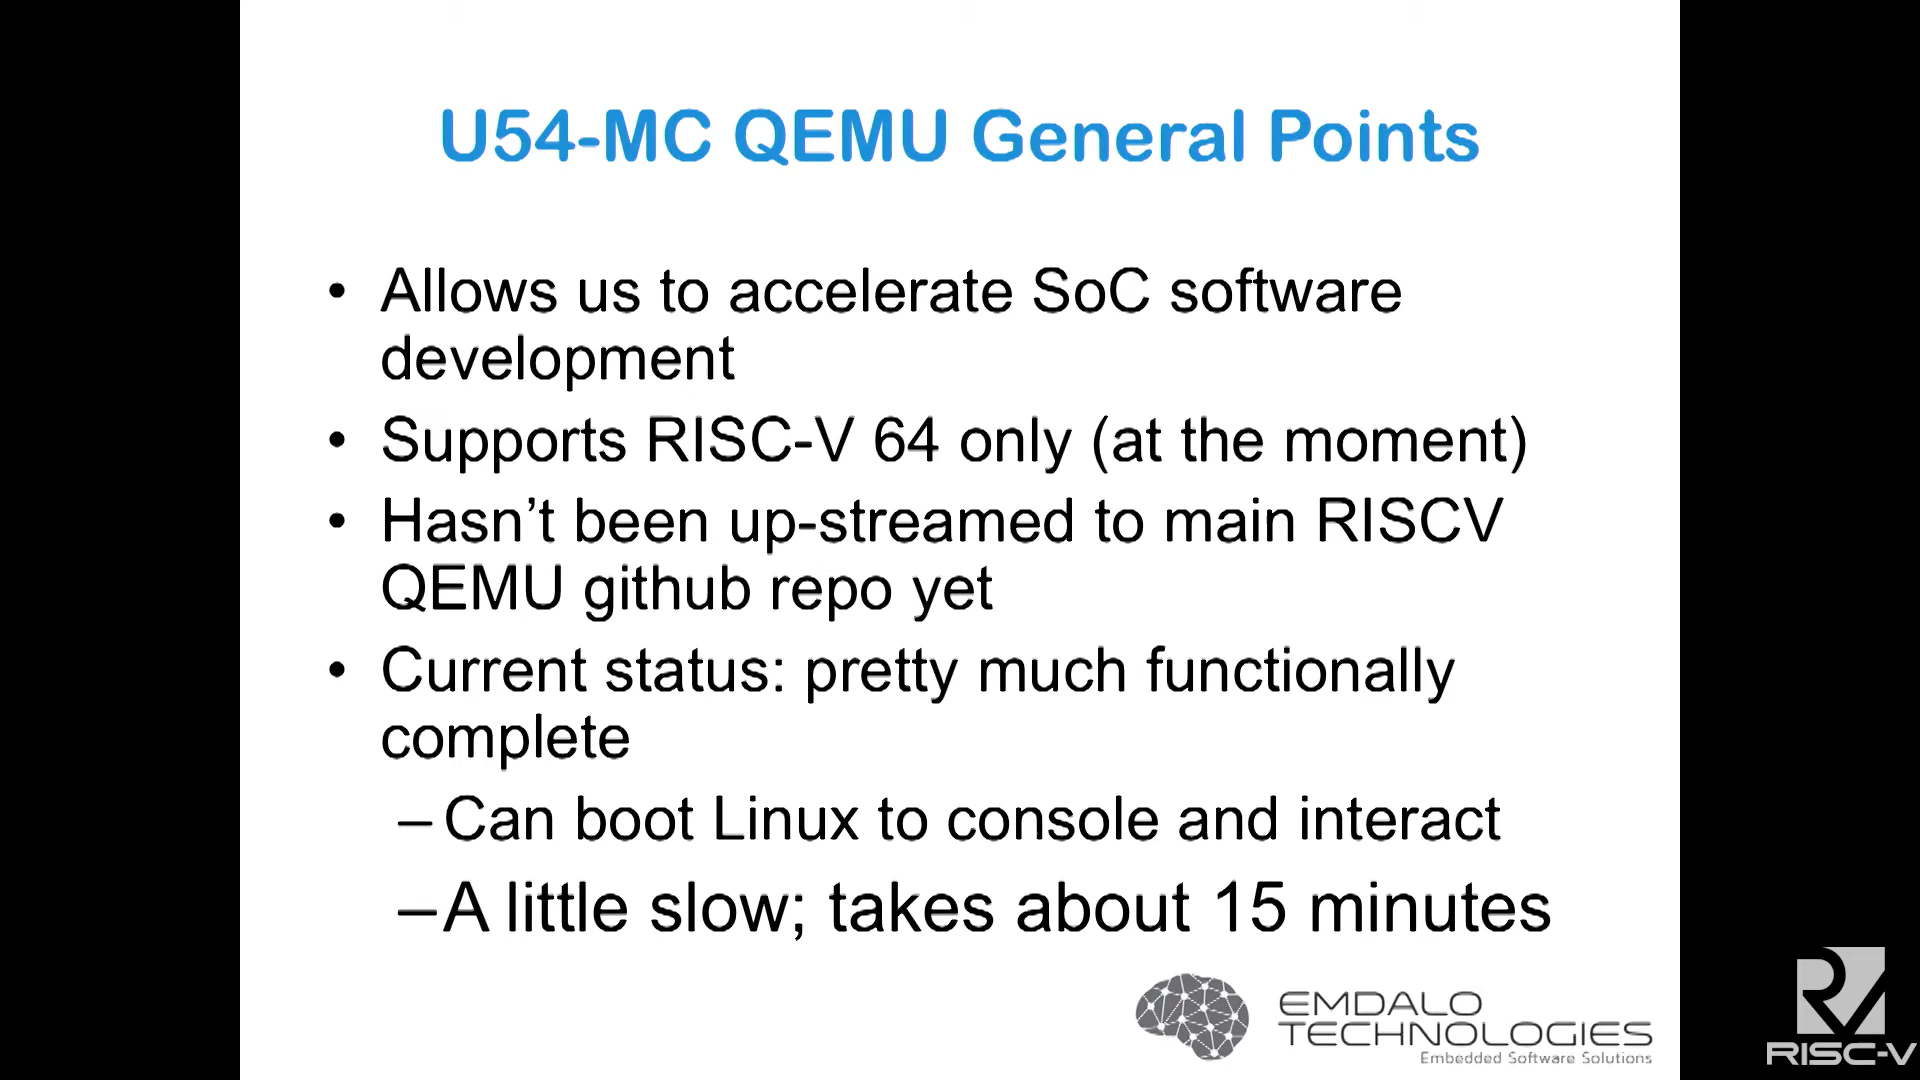 U54-MC QEMU General Points
• Allows us to accelerate SoC software
development
• Supports RISC-V 64 only (at the moment)
• Hasn’t been up-streamed to main RISCV
QEMU github repo yet
• Current status: pretty much functionally
complete
– Can boot Linux to console and interact
– A little slow; takes about 15 minutes
EMDALO
TECHNOLOGIES
Embedded Software Solutions
RISC-V